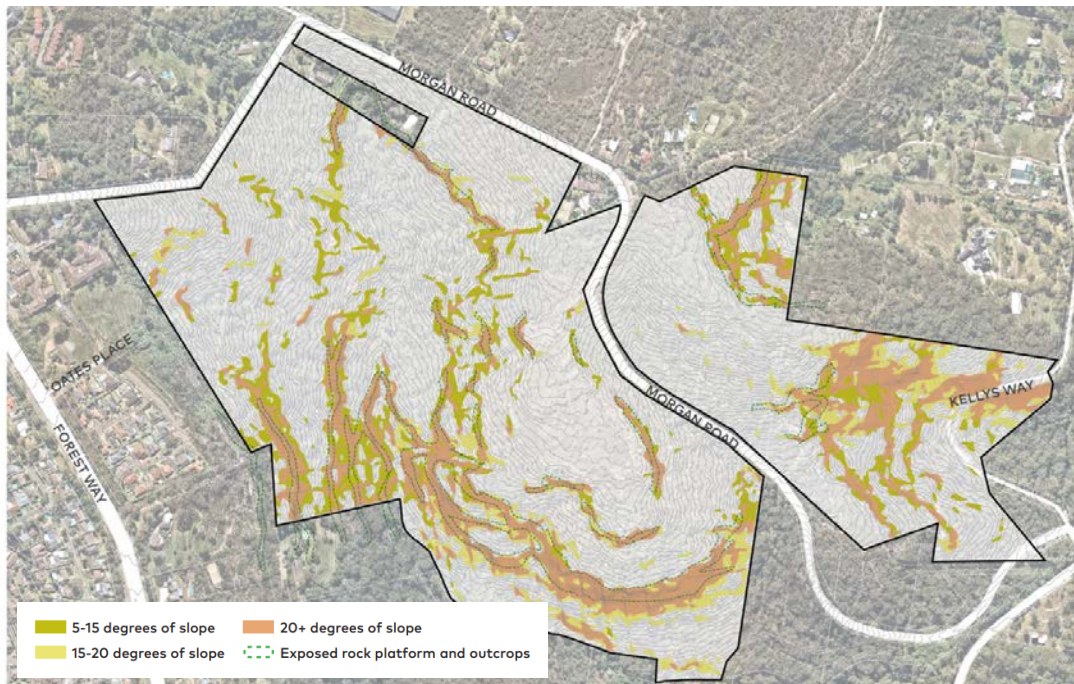 MORGAN ROAD
OATES PLACE
FOREST WAY
MORGAN ROAD
KELLYS WAY
5-15 degrees of slope
20+ degrees of slope
15-20 degrees of slope
Exposed rock platform and outcrops